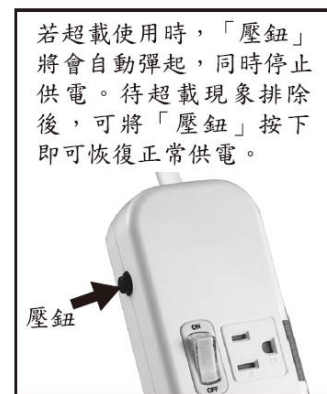 若超載使用時，「壓鈕」
將會自動彈起，同時停止
供電。待超載現象排除
後，可將「壓鈕」按下
即可恢復正常供電。
壓鈕
ON
OFF